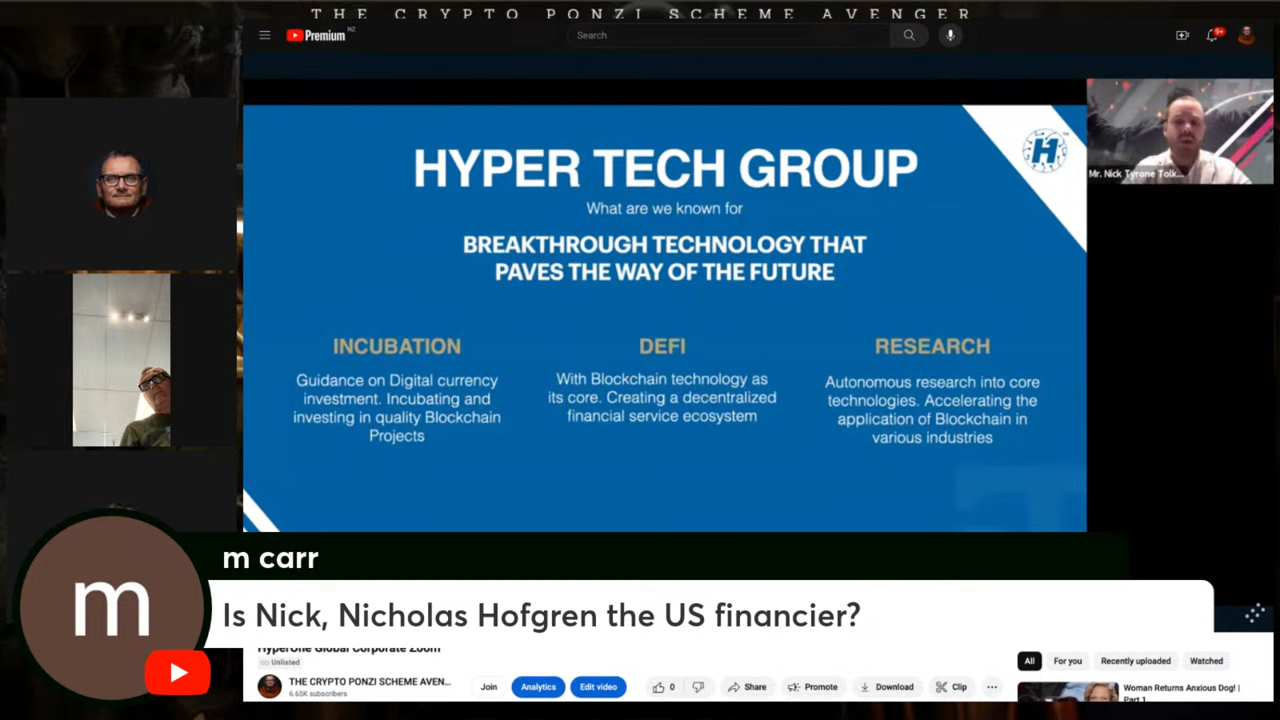 THE CRYPTO PONZI SCHEME AVENGER
Premium NZ
Search
9+
HYPER TECH GROUP
What are we known for
BREAKTHROUGH TECHNOLOGY THAT
PAVES THE WAY OF THE FUTURE
H
Mr. Nick Tyrone Tolk...
INCUBATION
Guidance on Digital currency
investment. Incubating and
investing in quality Blockchain
Projects
DEFI
With Blockchain technology as
its core. Creating a decentralized
financial service ecosystem
RESEARCH
Autonomous research into core
technologies. Accelerating the
application of Blockchain in
various industries
m
m carr
Is Nick, Nicholas Hofgren the US financier?
HyperOne Global Corporate Zoom
Unlisted
THE CRYPTO PONZI SCHEME AVEN...
6.65K subscribers
Join
Analytics
Edit video
0
Share
Promote
Download
Clip
...
All
For you
Recently uploaded
Watched
Woman Returns Anxious Dog! |
Part 1